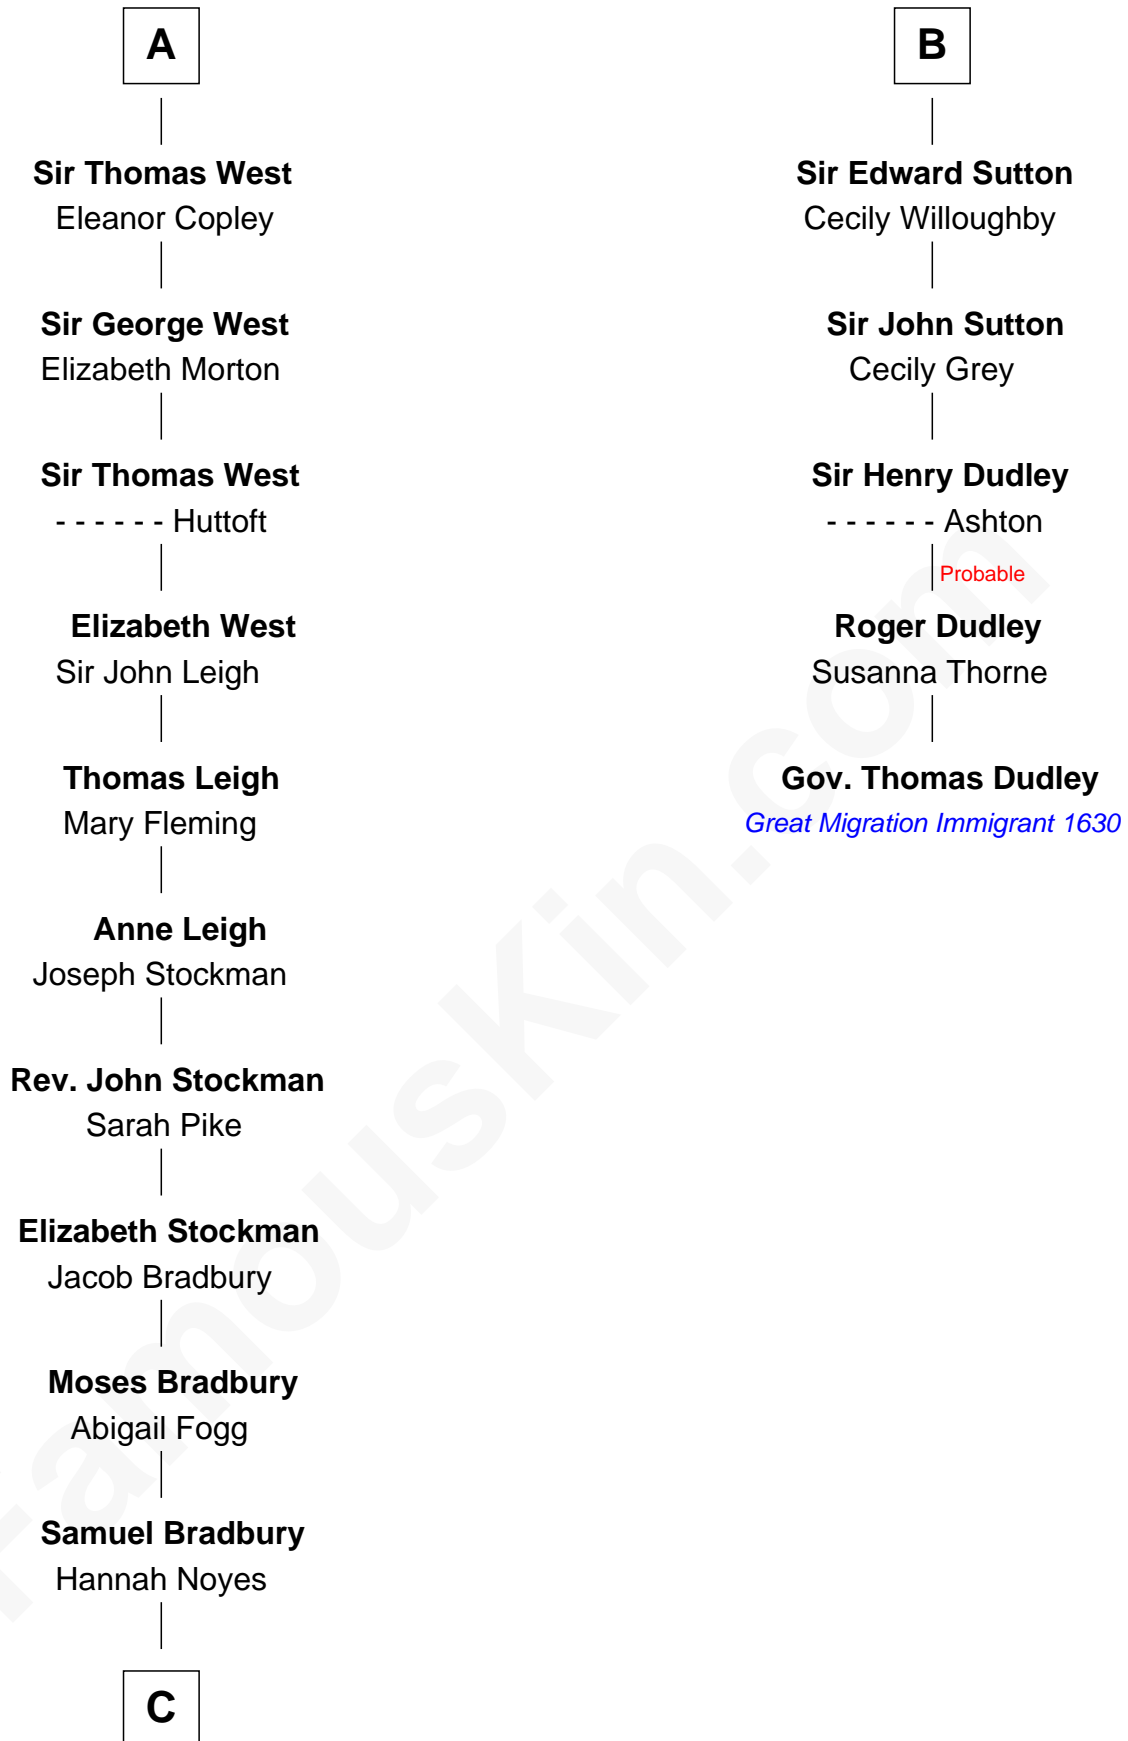 A
Sir Thomas West
Eleanor Copley
Sir George West
Elizabeth Morton
Sir Thomas West
- - - - - - Huttoft
Elizabeth West
Sir John Leigh
Thomas Leigh
Mary Fleming
Anne Leigh
Joseph Stockman
Rev. John Stockman
Sarah Pike
Elizabeth Stockman
Jacob Bradbury
Moses Bradbury
Abigail Fogg
Samuel Bradbury
Hannah Noyes
C
B
Sir Edward Sutton
Cecily Willoughby
Sir John Sutton
Cecily Grey
Sir Henry Dudley
- - - - - - Ashton
Probable
Roger Dudley
Susanna Thorne
Gov. Thomas Dudley
Great Migration Immigrant 1630
FamousKin.com